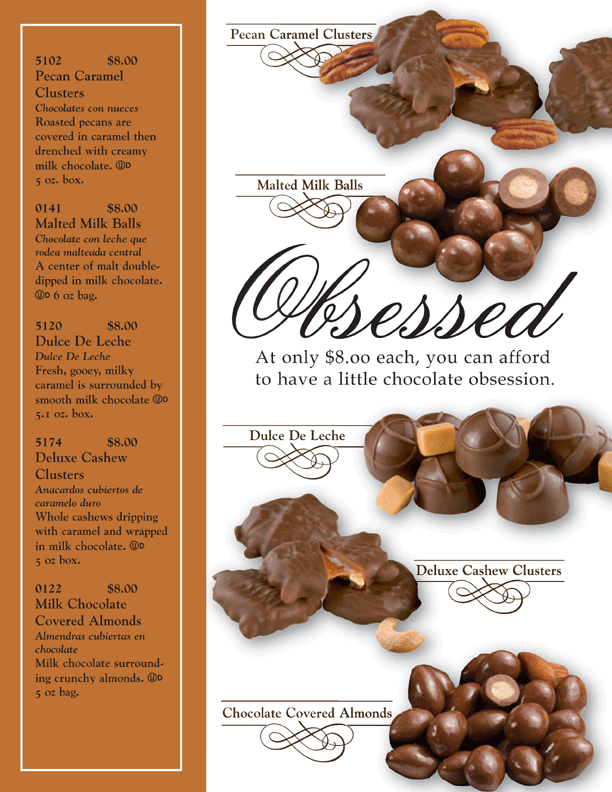 5102 $8.00
Pecan Caramel
Clusters
Chocolates con nueces
Roasted pecans are
covered in caramel then
drenched with creamy
milk chocolate. ⓊD
5 oz. box.
0141 $8.00
Malted Milk Balls
Chocolate con leche que
rodea malteada central
A center of malt double-
dipped in milk chocolate.
ⓊD 6 oz bag.
5120 $8.00
Dulce De Leche
Dulce De Leche
Fresh, gooey, milky
caramel is surrounded by
smooth milk chocolate ⓊD
5.1 oz. box.
5174 $8.00
Deluxe Cashew
Clusters
Anacardos cubiertos de
caramelo duro
Whole cashews dripping
with caramel and wrapped
in milk chocolate. ⓊD
5 oz box.
0122 $8.00
Milk Chocolate
Covered Almonds
Almendras cubiertas en
chocolate
Milk chocolate surround-
ing crunchy almonds. ⓊD
5 oz bag.
Pecan Caramel Clusters
Malted Milk Balls
Obsessed
At only $8.00 each, you can afford
to have a little chocolate obsession.
Dulce De Leche
Deluxe Cashew Clusters
Chocolate Covered Almonds